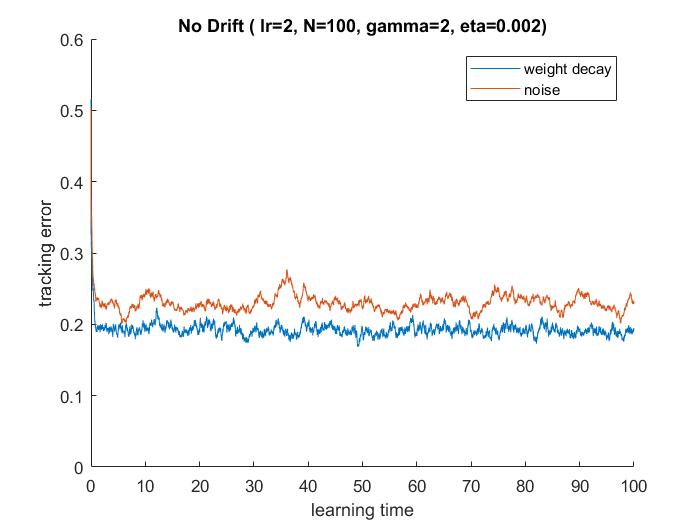 No Drift ( lr=2, N=100, gamma=2, eta=0.002)
0.6
0.5
0.4
0.3
0.2
0.1
0
tracking error
weight decay
noise
0 10 20 30 40 50 60 70 80 90 100
learning time